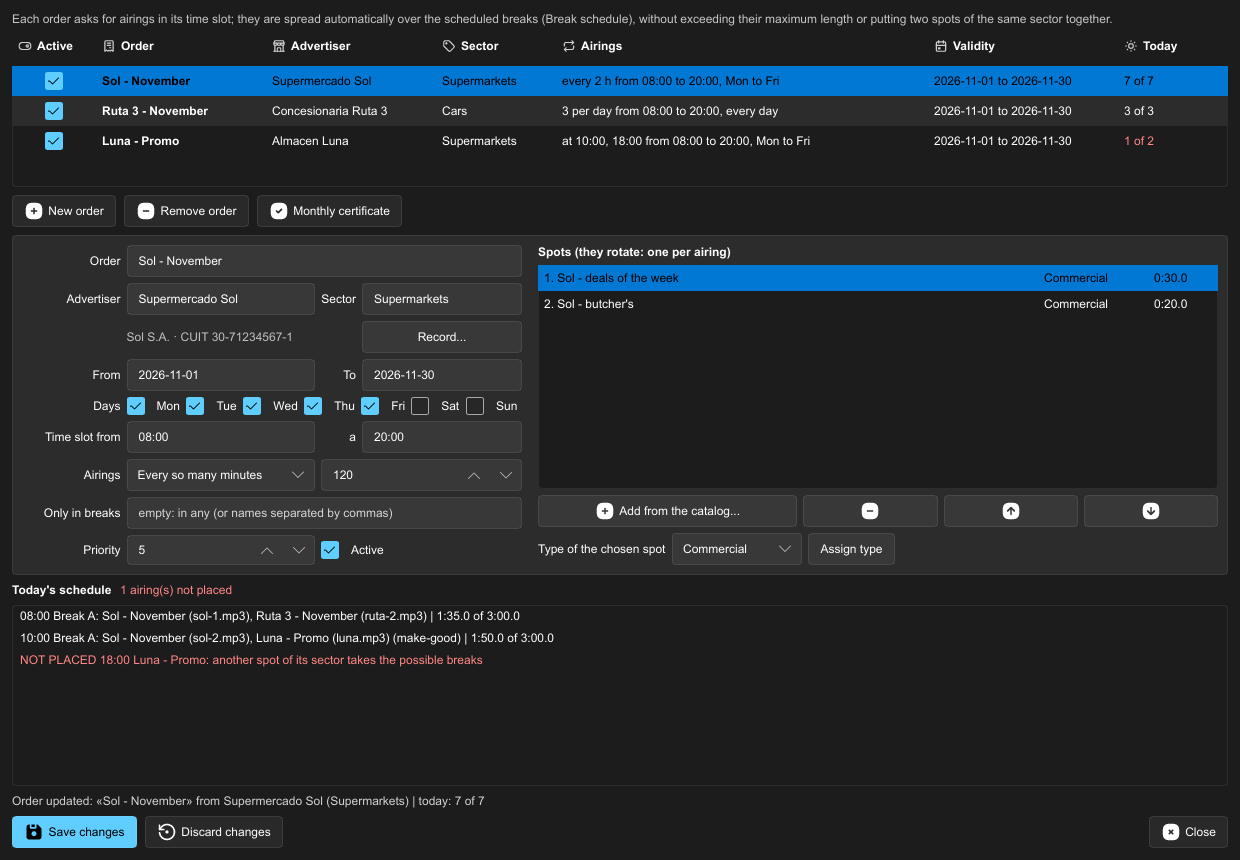 Each order asks for airings in its time slot; they are spread automatically over the scheduled breaks (Break schedule), without exceeding their maximum length or putting two spots of the same sector together.
Active Order Advertiser Sector Airings Validity Today
Sol - November Supermercado Sol Supermarkets every 2 h from 08:00 to 20:00, Mon to Fri 2026-11-01 to 2026-11-30 7 of 7
Ruta 3 - November Concesionaria Ruta 3 Cars 3 per day from 08:00 to 20:00, every day 2026-11-01 to 2026-11-30 3 of 3
Luna - Promo Almacen Luna Supermarkets at 10:00, 18:00 from 08:00 to 20:00, Mon to Fri 2026-11-01 to 2026-11-30 1 of 2
New order Remove order Monthly certificate
Order Sol - November
Advertiser Supermercado Sol Sector Supermarkets
Sol S.A. · CUIT 30-71234567-1 Record...
From 2026-11-01 To 2026-11-30
Days Mon Tue Wed Thu Fri Sat Sun
Time slot from 08:00 a 20:00
Airings Every so many minutes 120
Only in breaks empty: in any (or names separated by commas)
Priority 5 Active
Spots (they rotate: one per airing)
1. Sol - deals of the week Commercial 0:30.0
2. Sol - butcher's Commercial 0:20.0
Add from the catalog...
Type of the chosen spot Commercial Assign type
Today's schedule 1 airing(s) not placed
08:00 Break A: Sol - November (sol-1.mp3), Ruta 3 - November (ruta-2.mp3) | 1:35.0 of 3:00.0
10:00 Break A: Sol - November (sol-2.mp3), Luna - Promo (luna.mp3) (make-good) | 1:50.0 of 3:00.0
NOT PLACED 18:00 Luna - Promo: another spot of its sector takes the possible breaks
Order updated: «Sol - November» from Supermercado Sol (Supermarkets) | today: 7 of 7
Save changes Discard changes Close